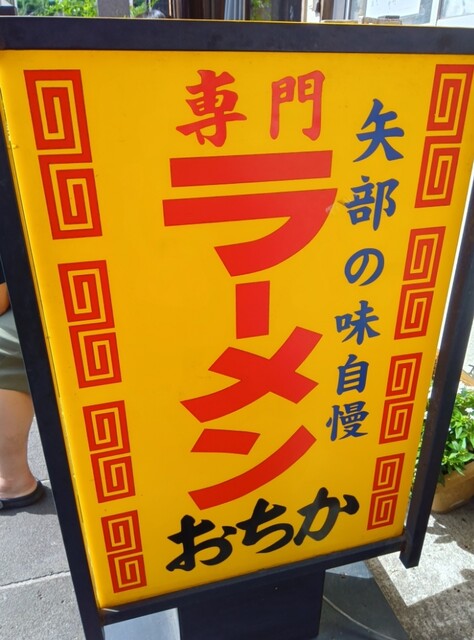 専門
ラーメン
矢部の味自慢
おちか